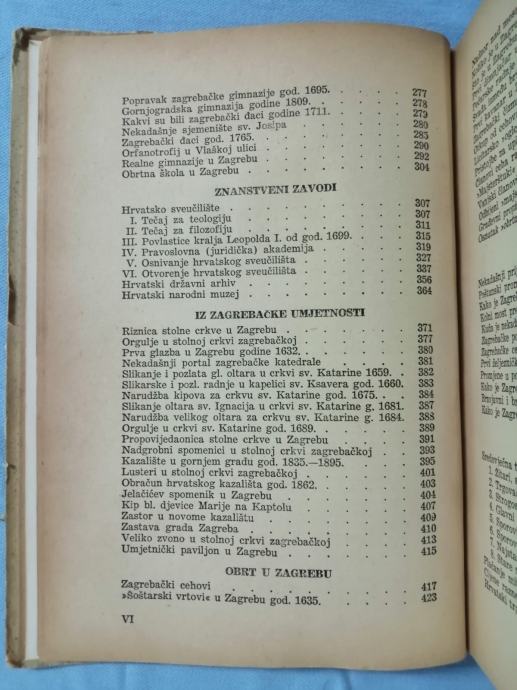 Popravak zagrebačke gimnazije god. 1695. . . . . . 277
Gornjogradska gimnazija godine 1809. . . . . . 278
Kakvi su bili zagrebački đaci godine 1711. . . . . . 279
Nekadašnje sjemenište sv. Josipa . . . . . . 280
Zagrebački đaci god. 1765. . . . . . 285
Orfanotrofij u Vlaškoj ulici . . . . . . 290
Realne gimnazije u Zagrebu . . . . . . 292
Obrtna škola u Zagrebu . . . . . . 304
ZNANSTVENI ZAVODI
Hrvatsko sveučilište . . . . . . 307
I. Tečaj za teologiju . . . . . . 307
II. Tečaj za filozofiju . . . . . . 311
III. Povlastice kralja Leopolda I. od god. 1699. . . . . 315
IV. Pravoslovna (juridička) akademija . . . . . 319
V. Osnivanje hrvatskog sveučilišta . . . . . 327
VI. Otvorenje hrvatskog sveučilišta . . . . . 337
Hrvatski državni arhiv . . . . . . 356
Hrvatski narodni muzej . . . . . . 364
IZ ZAGREBAČKE UMJETNOSTI
Riznica stolne crkve u Zagrebu . . . . . . 371
Orgulje u stolnoj crkvi zagrebačkoj . . . . . 377
Prva glazba u Zagrebu godine 1632. . . . . . 380
Nekadašnji portal zagrebačke katedrale . . . . . 381
Slikanje i pozlata gl. oltara u crkvi sv. Katarine 1659. . . 382
Slikarske i pozl. radnje u kapelici sv. Ksavera god. 1660. . 383
Narudžba kipova za crkvu sv. Katarine god. 1675. . . . 384
Slikanje oltara sv. Ignacija u crkvi sv. Katarine g. 1681. . 387
Narudžba velikog oltara za crkvu sv. Katarine g. 1684. . . 388
Orgulje u crkvi sv. Katarine god. 1689. . . . . 389
Propovijedaonica stolne crkve u Zagrebu . . . . . 391
Nadgrobni spomenici u stolnoj crkvi zagrebačkoj . . . 393
Kazalište u gornjem gradu god. 1835.—1895. . . . . 395
Lusteri u stolnoj crkvi zagrebačkoj . . . . . 401
Obračun hrvatskog kazališta god. 1862. . . . . . 403
Jelačićev spomenik u Zagrebu . . . . . . 404
Kip bl. djevice Marije na Kaptolu . . . . . 407
Zastor u novome kazalištu . . . . . . 409
Zastava grada Zagreba . . . . . . 410
Veliko zvono u stolnoj crkvi zagrebačkoj . . . . . 413
Umjetnički paviljon u Zagrebu . . . . . . 415
OBRT U ZAGREBU
Zagrebački cehovi . . . . . . 417
»Šoštarski vrtovi« u Zagrebu god. 1635. . . . . . 423
VI